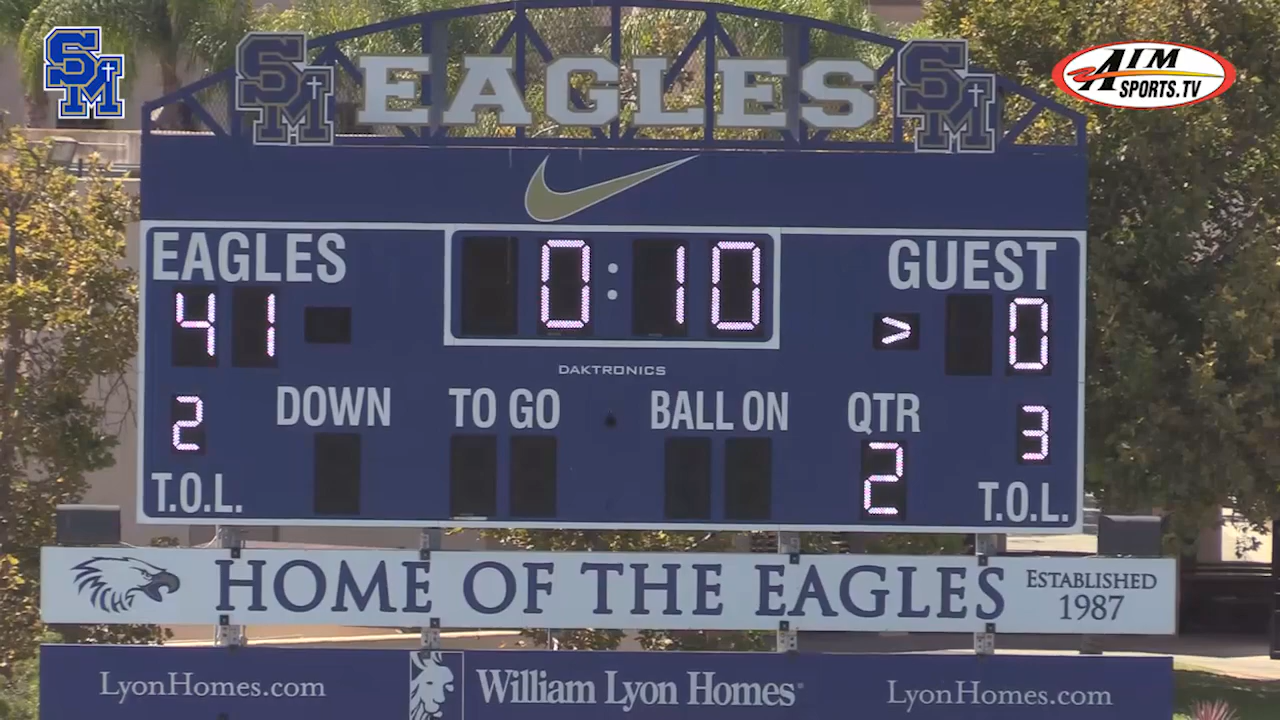 SM
AIM
SPORTS.TV
SM EAGLES SM
EAGLES 0:10 GUEST
41 > 0
DAKTRONICS
2 DOWN TO GO BALL ON QTR 3
T.O.L. 2 T.O.L.
HOME OF THE EAGLES
ESTABLISHED
1987
LyonHomes.com William Lyon Homes LyonHomes.com